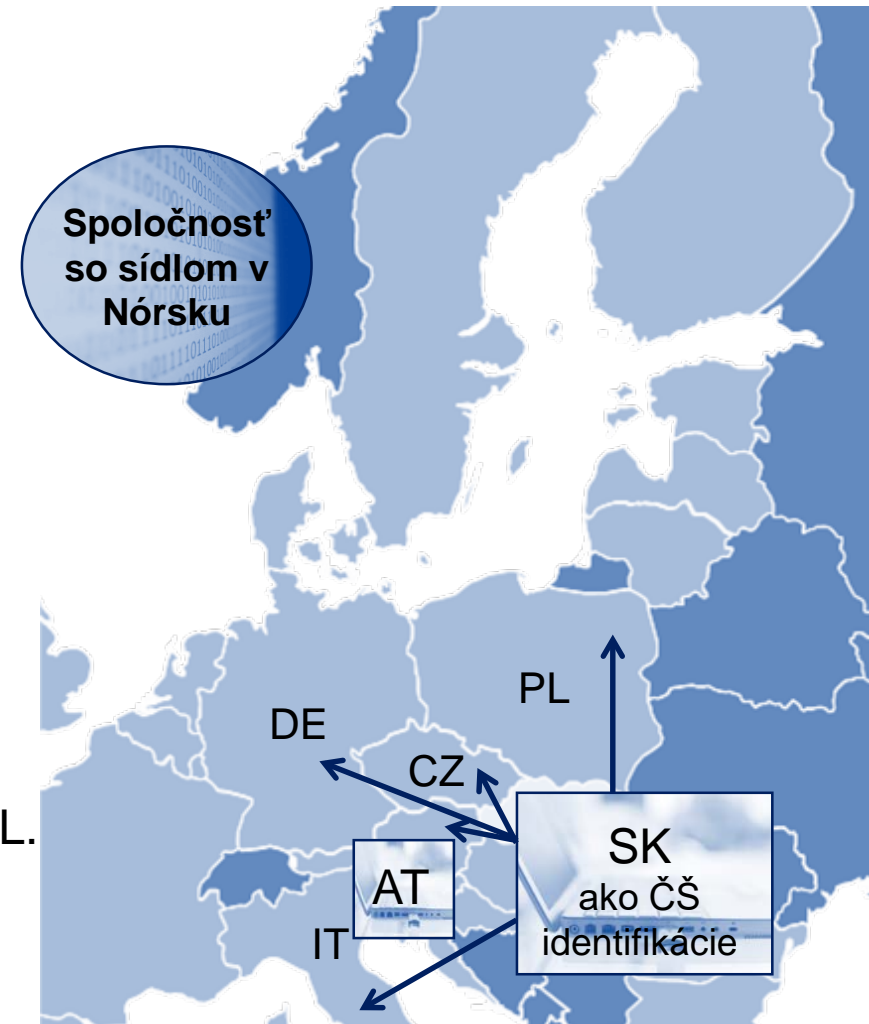 Spoločnosť
so sídlom v
Nórsku
PL
DE
CZ
L.
SK
AT
ako ČŠ
IT
identifikácie